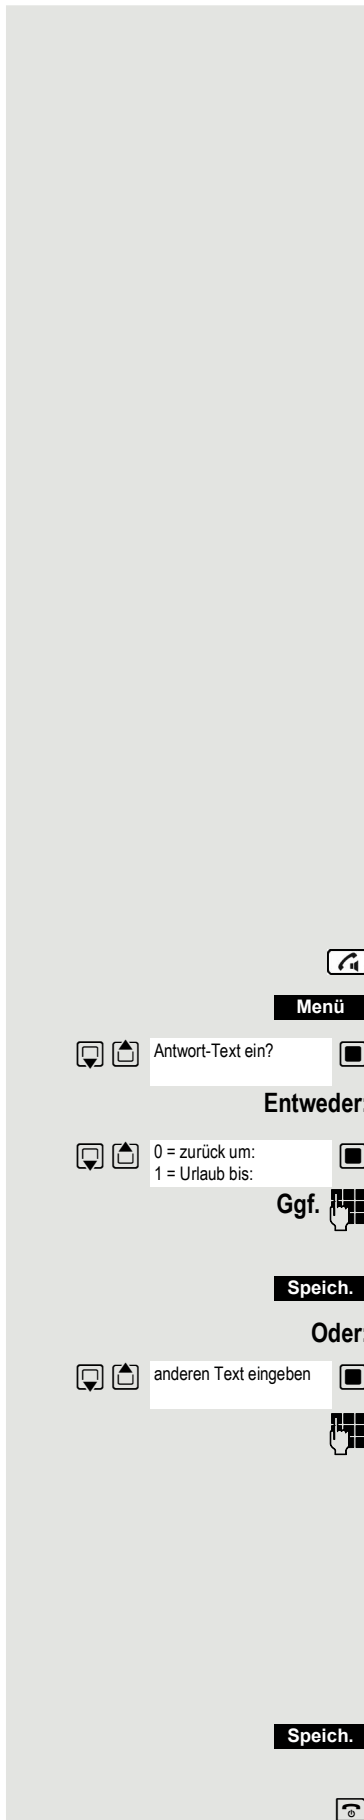 Menü
Antwort-Text ein?
Entweder:
0 = zurück um:
1 = Urlaub bis:
Ggf.
Speich.
Oder:
anderen Text eingeben
Speich.